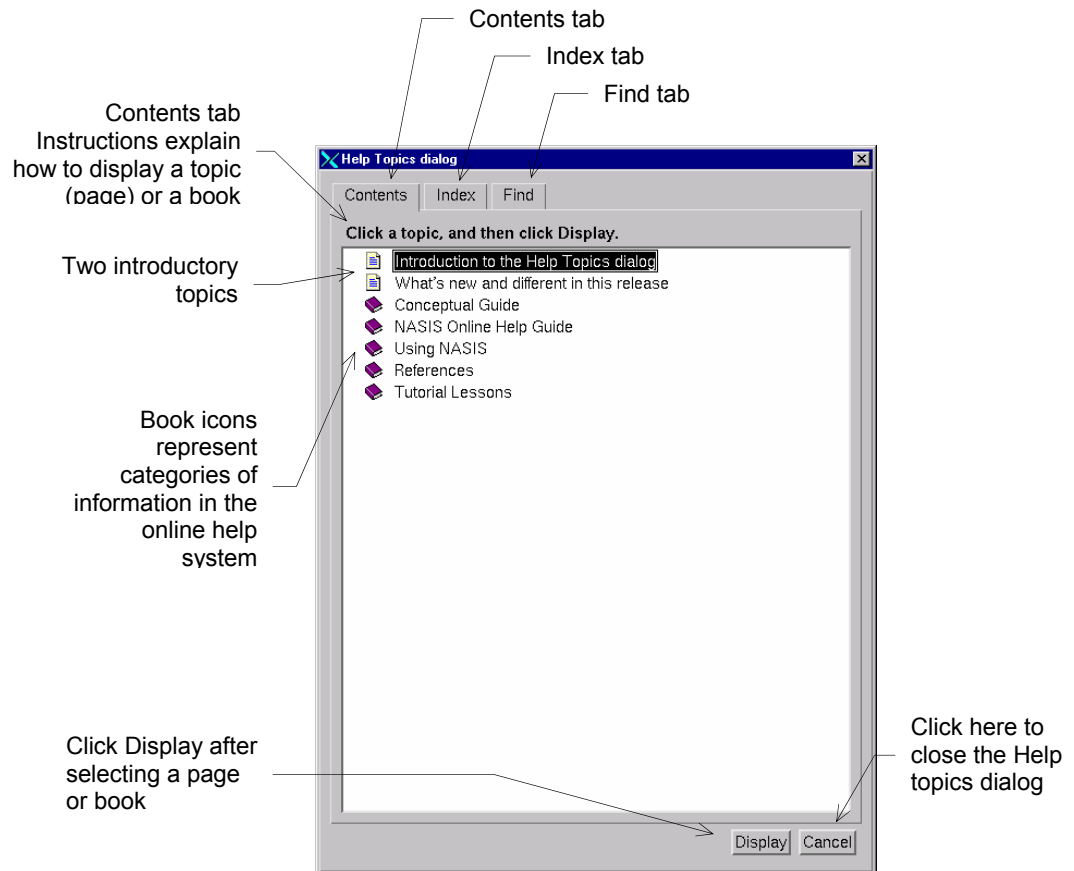 Contents tab
Index tab
Find tab
Contents tab
Instructions explain
how to display a topic
(page) or a book
Help Topics dialog
Contents
Index
Find
Click a topic, and then click Display.
Two introductory
topics
Introduction to the Help Topics dialog
What's new and different in this release
Conceptual Guide
NASIS Online Help Guide
Using NASIS
References
Tutorial Lessons
Book icons
represent
categories of
information in the
online help
system
Click Display after
selecting a page
or book
Click here to
close the Help
topics dialog
Display
Cancel